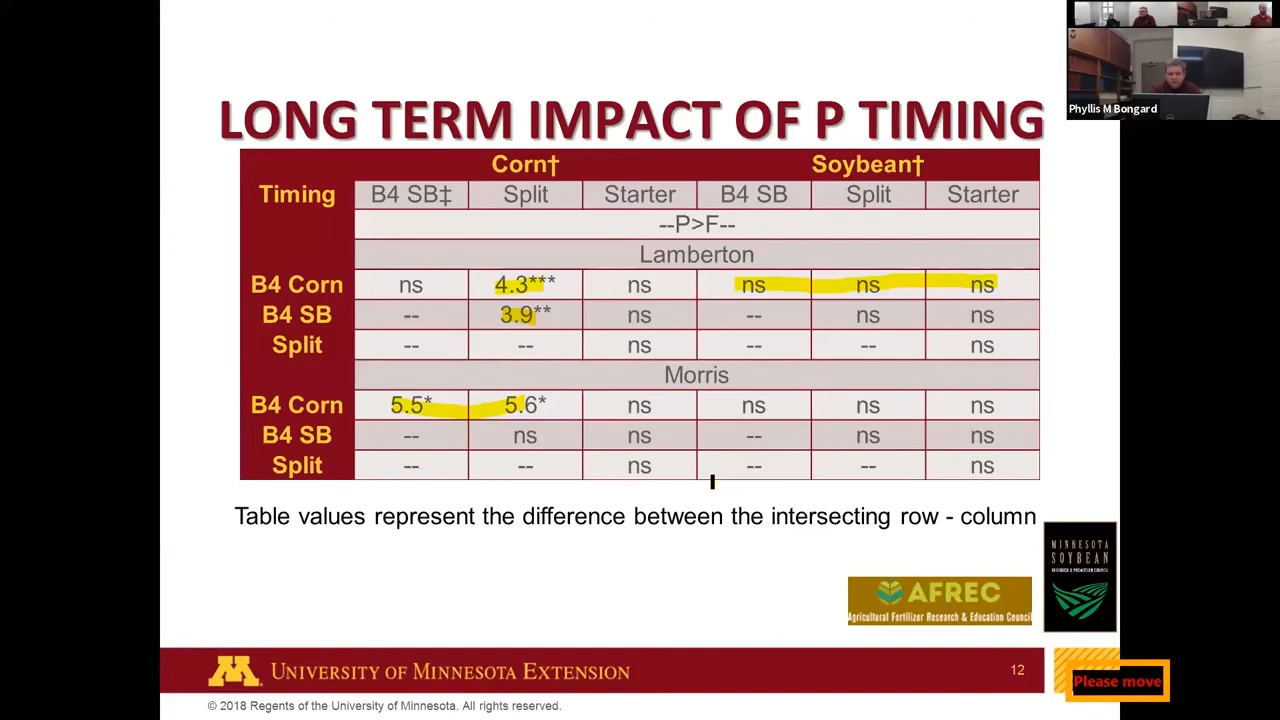 Phyllis M Bongard
LONG TERM IMPACT OF P TIMING
Timing Corn† Soybean†
B4 SB‡ Split Starter B4 SB Split Starter
--P>F--
Lamberton
B4 Corn ns 4.3*** ns ns ns ns
B4 SB -- 3.9** ns -- ns ns
Split -- -- ns -- -- ns
Morris
B4 Corn 5.5* 5.6* ns ns ns ns
B4 SB -- ns ns -- ns ns
Split -- -- ns -- -- ns
Table values represent the difference between the intersecting row - column
MINNESOTA
SOYBEAN
RESEARCH & PROMOTION COUNCIL
AFREC
Agricultural Fertilizer Research & Education Council
M UNIVERSITY OF MINNESOTA EXTENSION
12
Please move
© 2018 Regents of the University of Minnesota. All rights reserved.